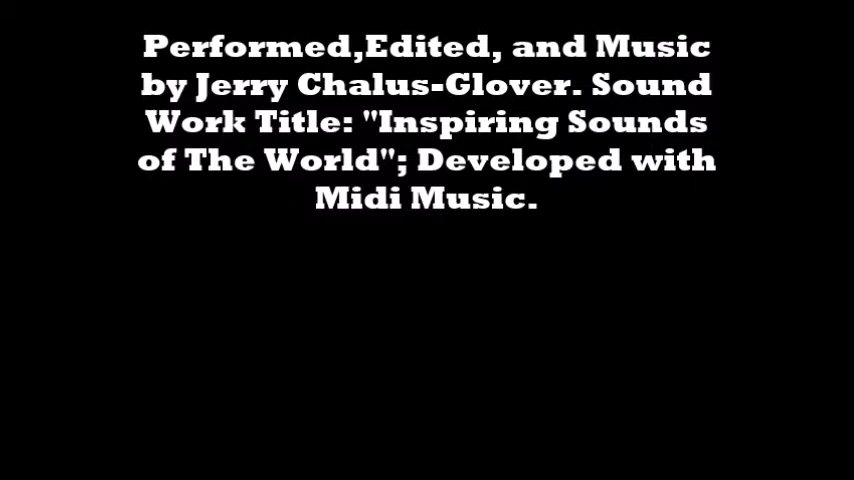 Performed,Edited, and Music
by Jerry Chalus-Glover. Sound
Work Title: "Inspiring Sounds
of The World"; Developed with
Midi Music.